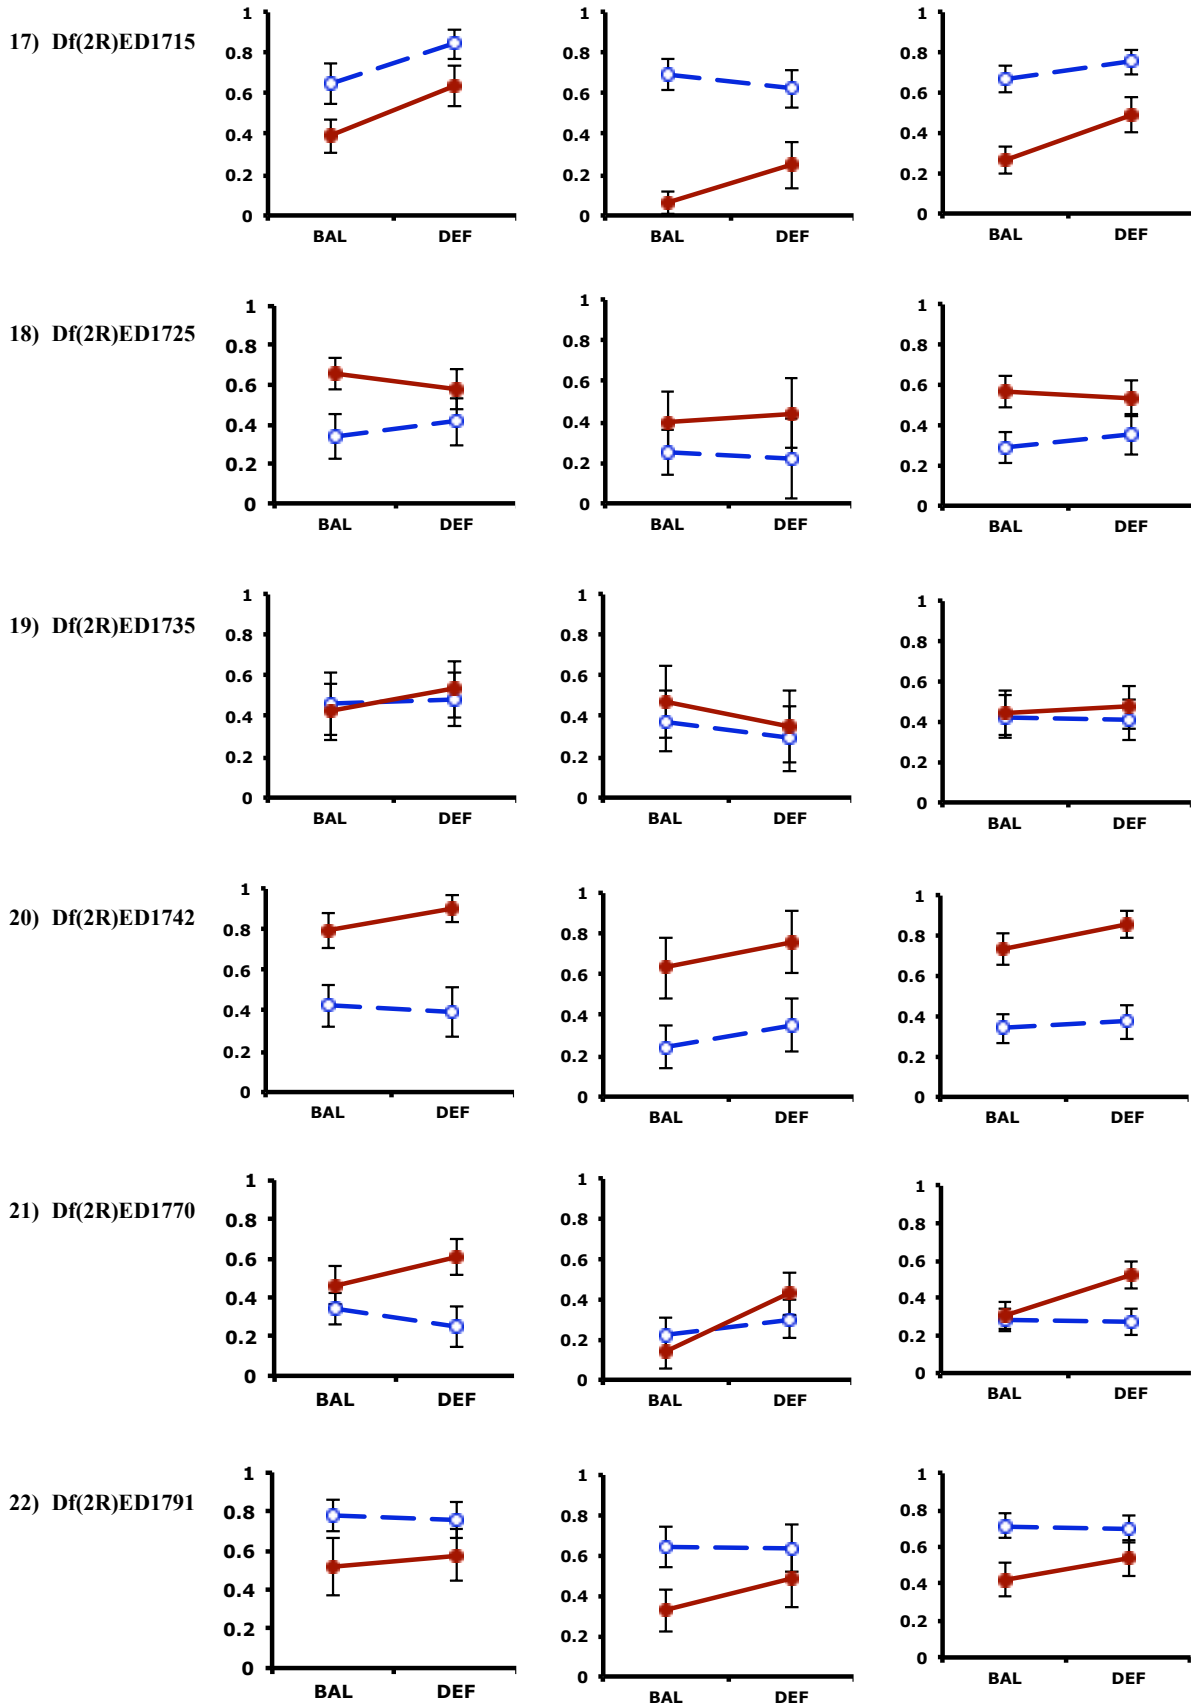 17) Df(2R)ED1715
1 1 1
0.8 0.8 0.8
0.6 0.6 0.6
0.4 0.4 0.4
0.2 0.2 0.2
0 0 0
BAL DEF BAL DEF BAL DEF
18) Df(2R)ED1725
1 1 1
0.8 0.8 0.8
0.6 0.6 0.6
0.4 0.4 0.4
0.2 0.2 0.2
0 0 0
BAL DEF BAL DEF BAL DEF
19) Df(2R)ED1735
1 1 1
0.8 0.8 0.8
0.6 0.6 0.6
0.4 0.4 0.4
0.2 0.2 0.2
0 0 0
BAL DEF BAL DEF BAL DEF
20) Df(2R)ED1742
1 1 1
0.8 0.8 0.8
0.6 0.6 0.6
0.4 0.4 0.4
0.2 0.2 0.2
0 0 0
BAL DEF BAL DEF BAL DEF
21) Df(2R)ED1770
1 1 1
0.8 0.8 0.8
0.6 0.6 0.6
0.4 0.4 0.4
0.2 0.2 0.2
0 0 0
BAL DEF BAL DEF BAL DEF
22) Df(2R)ED1791
1 1 1
0.8 0.8 0.8
0.6 0.6 0.6
0.4 0.4 0.4
0.2 0.2 0.2
0 0 0
BAL DEF BAL DEF BAL DEF